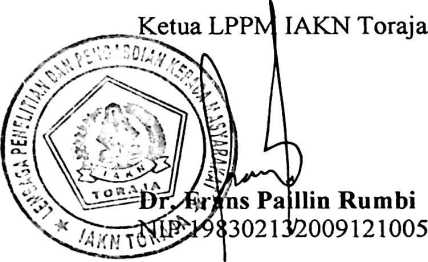 Ketua LPPM IAKN Toraja
LEMBAGA PENELITIAN DAN PENGABDIAN KEPADA MASYARAKAT
IAKN
TORAJA
★ IAKN TORAJA
Dr. Frans Paillin Rumbi
NIP.198302132009121005